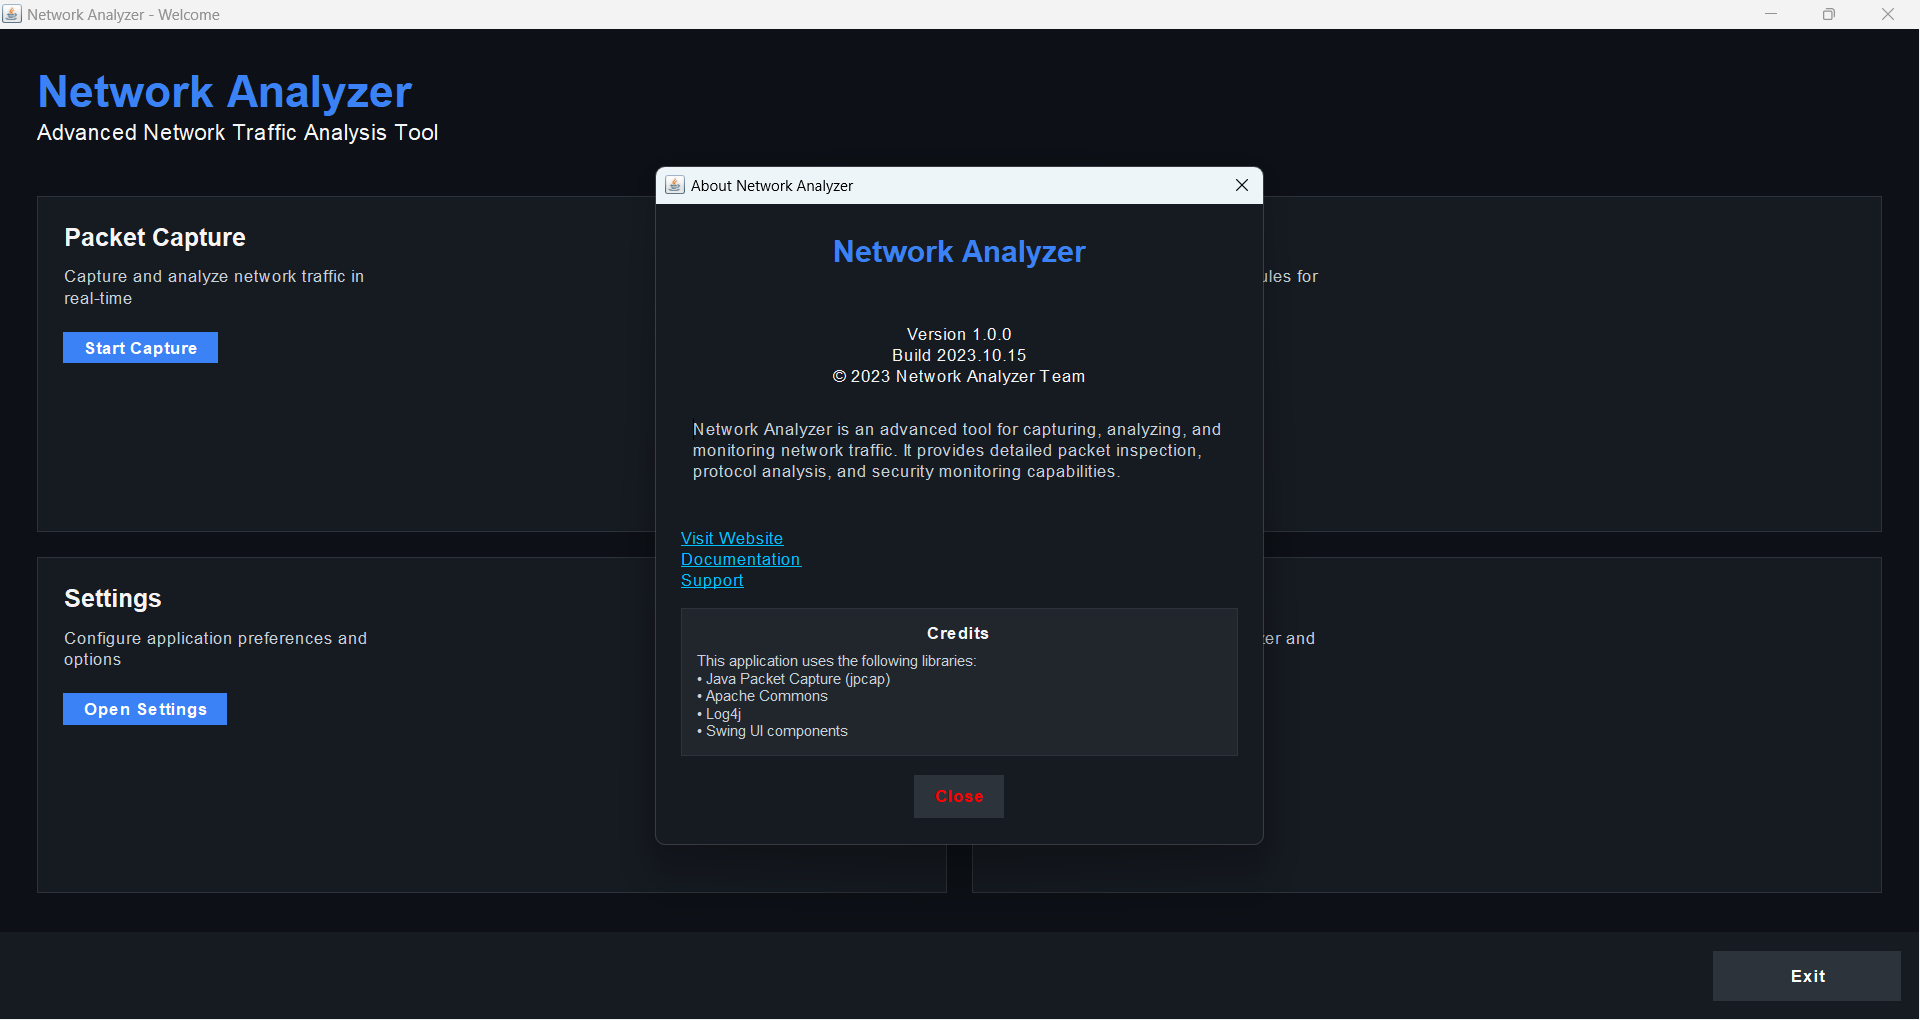 Network Analyzer - Welcome
Network Analyzer
Advanced Network Traffic Analysis Tool
Packet Capture
Capture and analyze network traffic in
real-time
Start Capture
for
Settings
Configure application preferences and
options
Open Settings
and
About Network Analyzer
Network Analyzer
Version 1.0.0
Build 2023.10.15
© 2023 Network Analyzer Team
Network Analyzer is an advanced tool for capturing, analyzing, and
monitoring network traffic. It provides detailed packet inspection,
protocol analysis, and security monitoring capabilities.
Visit Website
Documentation
Support
Credits
This application uses the following libraries:
• Java Packet Capture (jpcap)
• Apache Commons
• Log4j
• Swing UI components
Close
Exit